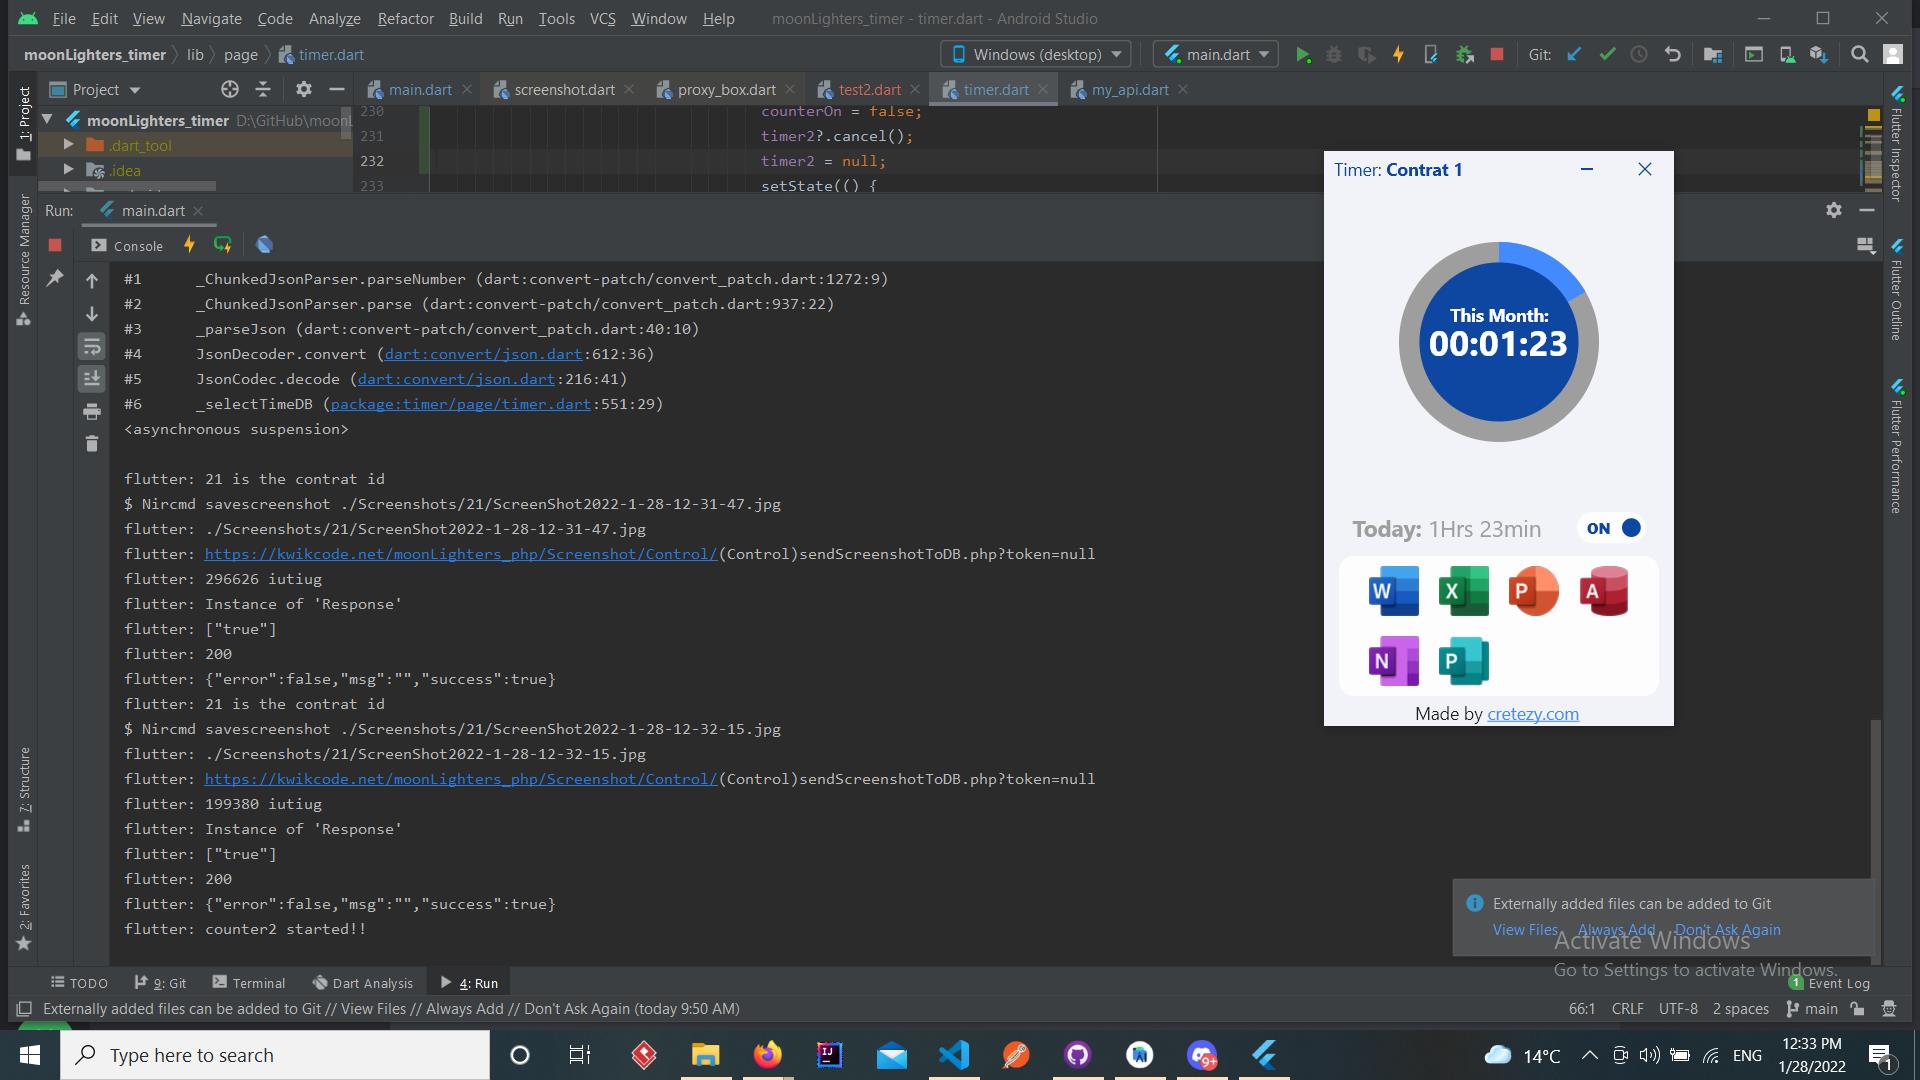 File Edit View Navigate Code Analyze Refactor Build Run Tools VCS Window Help moonLighters_timer - timer.dart - Android Studio
moonLighters_timer lib page timer.dart Windows (desktop) main.dart Git:
Project main.dart screenshot.dart proxy_box.dart test2.dart timer.dart my_api.dart
1: Project
Resource Manager
7: Structure
2: Favorites
moonLighters_timer D:\GitHub\moonL
.dart_tool
.idea
230 counterOn = false;
231 timer2?.cancel();
232 timer2 = null;
233 setState(() {
Run: main.dart
Console
#1 _ChunkedJsonParser.parseNumber (dart:convert-patch/convert_patch.dart:1272:9)
#2 _ChunkedJsonParser.parse (dart:convert-patch/convert_patch.dart:937:22)
#3 _parseJson (dart:convert-patch/convert_patch.dart:40:10)
#4 JsonDecoder.convert (dart:convert/json.dart:612:36)
#5 JsonCodec.decode (dart:convert/json.dart:216:41)
#6 _selectTimeDB (package:timer/page/timer.dart:551:29)
<asynchronous suspension>
flutter: 21 is the contrat id
$ Nircmd savescreenshot ./Screenshots/21/ScreenShot2022-1-28-12-31-47.jpg
flutter: ./Screenshots/21/ScreenShot2022-1-28-12-31-47.jpg
flutter: https://kwikcode.net/moonLighters_php/Screenshot/Control/(Control)sendScreenshotToDB.php?token=null
flutter: 296626 iutiug
flutter: Instance of 'Response'
flutter: ["true"]
flutter: 200
flutter: {"error":false,"msg":"","success":true}
flutter: 21 is the contrat id
$ Nircmd savescreenshot ./Screenshots/21/ScreenShot2022-1-28-12-32-15.jpg
flutter: ./Screenshots/21/ScreenShot2022-1-28-12-32-15.jpg
flutter: https://kwikcode.net/moonLighters_php/Screenshot/Control/(Control)sendScreenshotToDB.php?token=null
flutter: 199380 iutiug
flutter: Instance of 'Response'
flutter: ["true"]
flutter: 200
flutter: {"error":false,"msg":"","success":true}
flutter: counter2 started!!
Timer: Contrat 1
This Month:
00:01:23
Today: 1Hrs 23min ON
W X P A
N P
Made by cretezy.com
Flutter Inspector
Flutter Outline
Flutter Performance
Externally added files can be added to Git
View Files Always Add Don't Ask Again
Activate Windows
Go to Settings to activate Windows.
TODO 9: Git Terminal Dart Analysis 4: Run 1 Event Log
Externally added files can be added to Git // View Files // Always Add // Don't Ask Again (today 9:50 AM) 66:1 CRLF UTF-8 2 spaces main
Type here to search IJ 9+ 14°C ENG 12:33 PM
1/28/2022 1